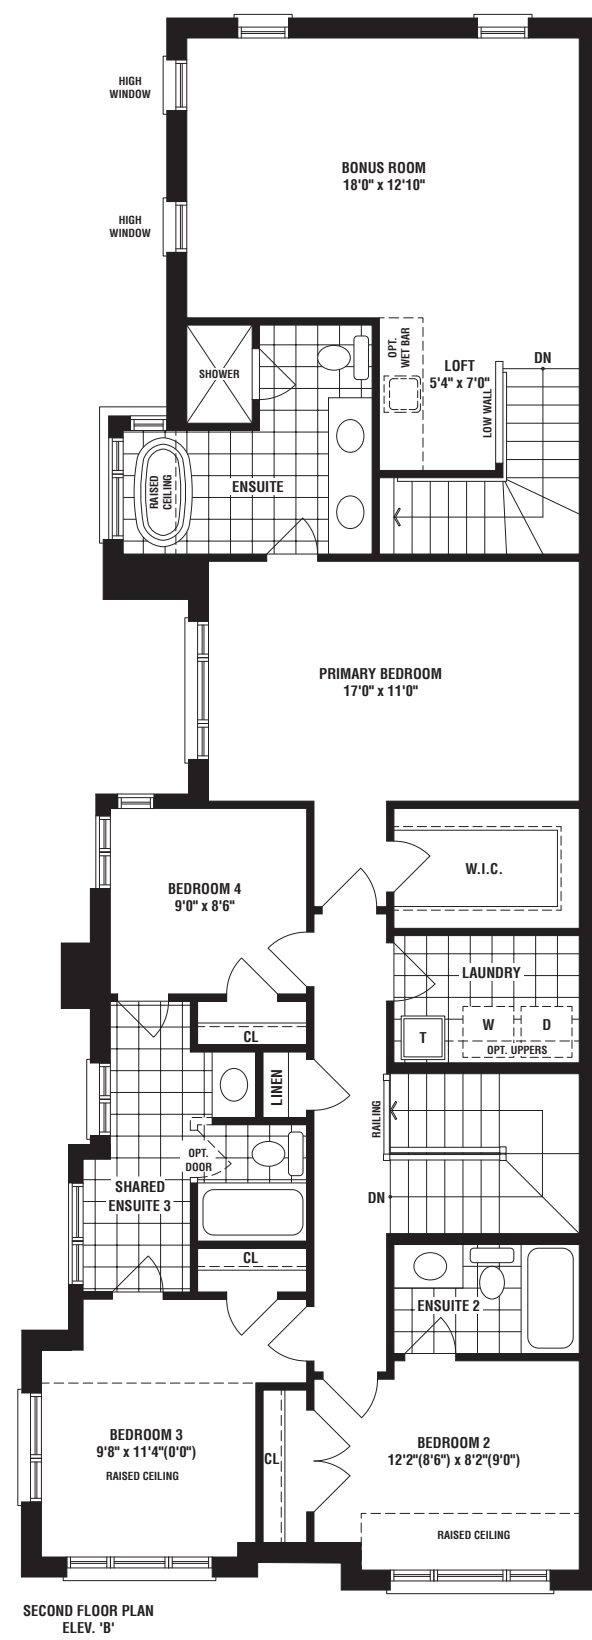 HIGH
WINDOW
BONUS ROOM
18'0" x 12'10"
HIGH
WINDOW
OPT.
WET BAR
LOFT
5'4" x 7'0"
LOW WALL
DN
SHOWER
RAISED
CEILING
ENSUITE
PRIMARY BEDROOM
17'0" x 11'0"
W.I.C.
BEDROOM 4
9'0" x 8'6"
LAUNDRY
W
D
T
OPT. UPPERS
CL
LINEN
RAILING
OPT.
DOOR
SHARED
ENSUITE 3
DN
CL
ENSUITE 2
BEDROOM 3
9'8" x 11'4"(0'0")
RAISED CEILING
CL
BEDROOM 2
12'2"(8'6") x 8'2"(9'0")
RAISED CEILING
SECOND FLOOR PLAN
ELEV. 'B'